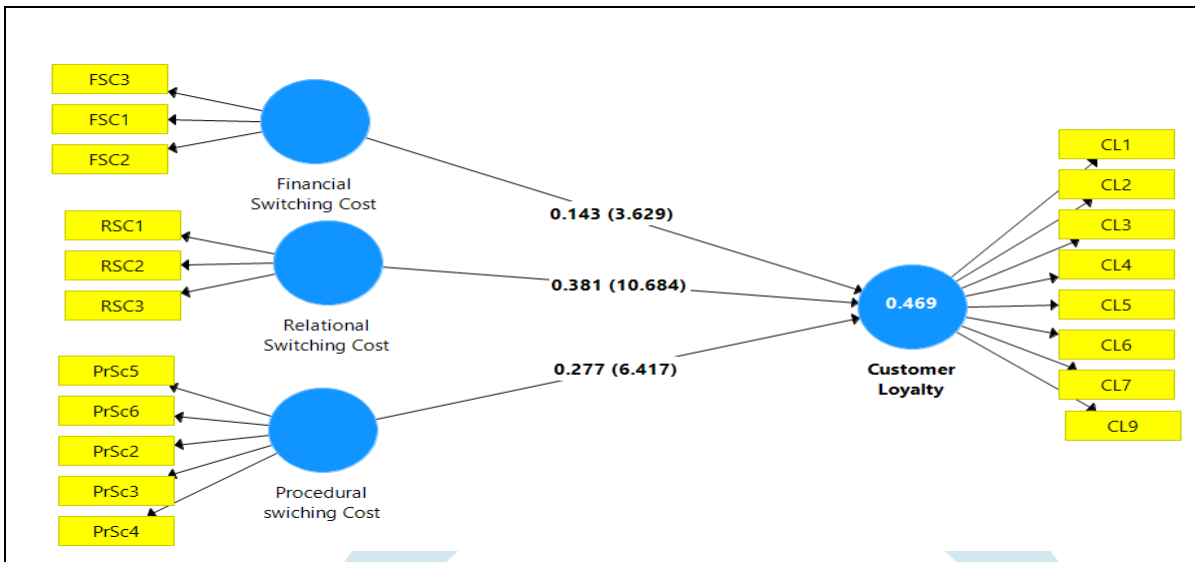 FSC3
FSC1
FSC2
Financial
Switching Cost
RSC1
RSC2
RSC3
Relational
Switching Cost
PrSc5
PrSc6
PrSc2
PrSc3
PrSc4
Procedural
swiching Cost
0.143 (3.629)
0.381 (10.684)
0.277 (6.417)
0.469
Customer
Loyalty
CL1
CL2
CL3
CL4
CL5
CL6
CL7
CL9